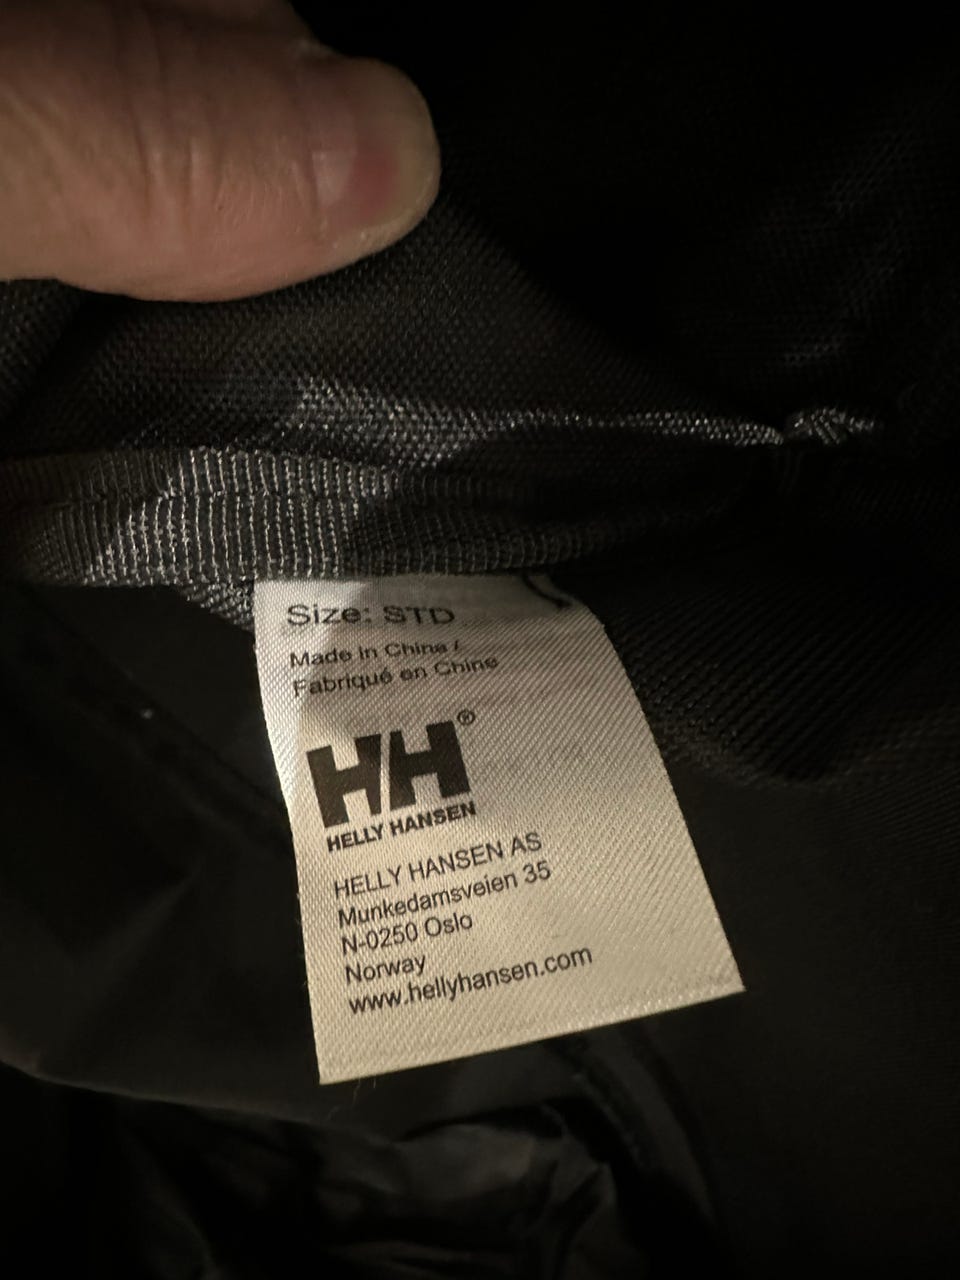 Size: STD
Made in China /
Fabriqué en Chine
HH®
HELLY HANSEN
HELLY HANSEN AS
Munkedamsveien 35
N-0250 Oslo
Norway
www.hellyhansen.com